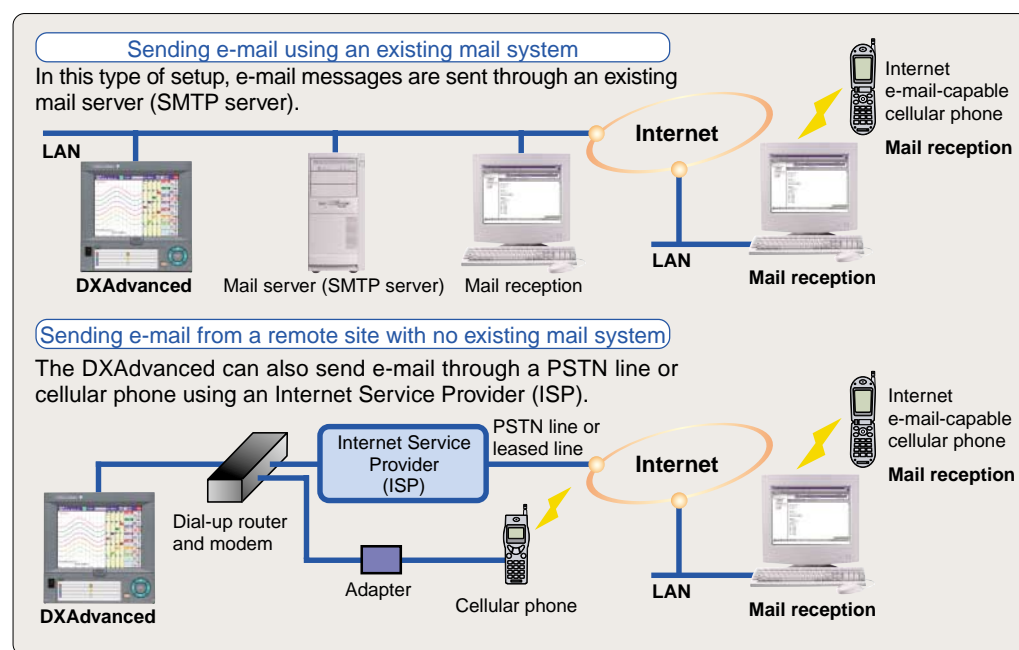 Sending e-mail using an existing mail system
In this type of setup, e-mail messages are sent through an existing
mail server (SMTP server).
LAN
DXAdvanced
Mail server (SMTP server)
Mail reception
Internet
LAN
Mail reception
Internet
e-mail-capable
cellular phone
Mail reception
Sending e-mail from a remote site with no existing mail system
The DXAdvanced can also send e-mail through a PSTN line or
cellular phone using an Internet Service Provider (ISP).
DXAdvanced
Dial-up router
and modem
Internet Service
Provider
(ISP)
PSTN line or
leased line
Adapter
Cellular phone
Internet
LAN
Mail reception
Internet
e-mail-capable
cellular phone
Mail reception